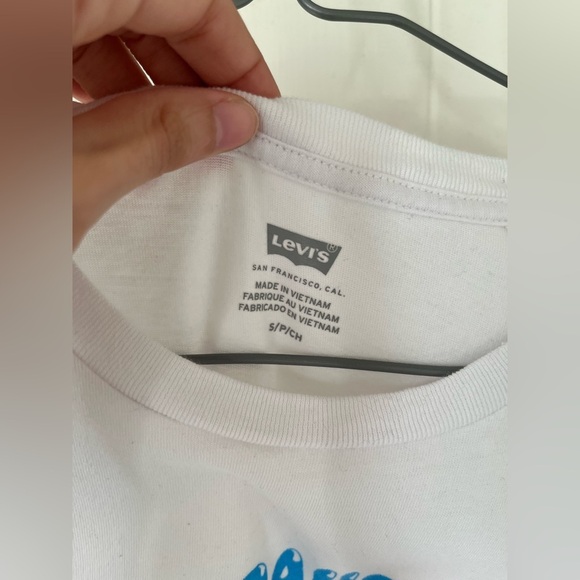 Levi's®
SAN FRANCISCO, CAL.
MADE IN VIETNAM
FABRIQUE AU VIETNAM
FABRICADO EN VIETNAM
S/P/CH